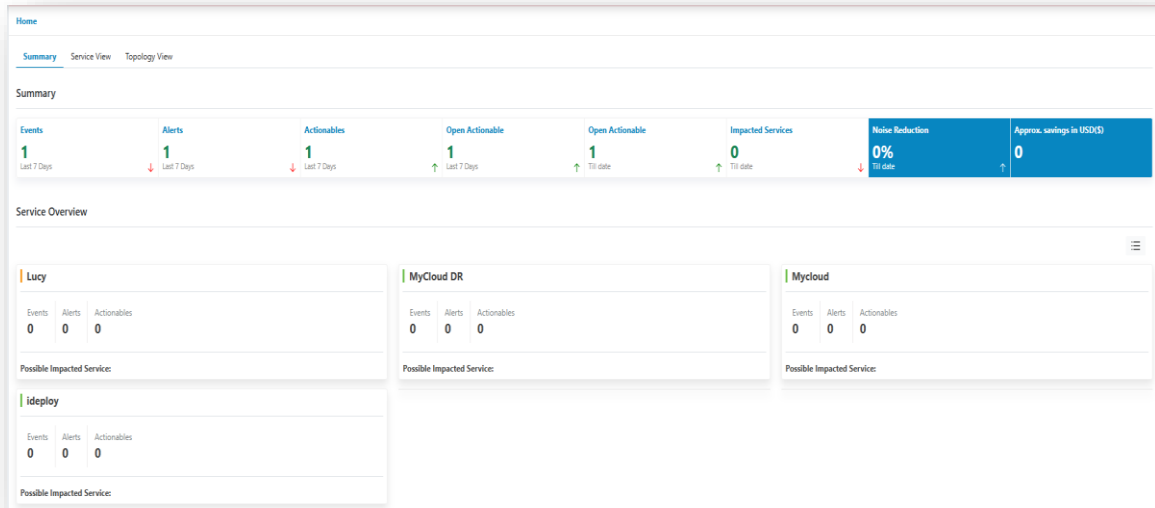 Home
Summary Service View Topology View
Summary
Events Alerts Actionables Open Actionable Open Actionable Impacted Services Noise Reduction Approx. savings in USD($)
1 1 1 1 1 0 0% 0
Last 7 Days Last 7 Days Last 7 Days Last 7 Days Till date Till date Till date
Service Overview
Lucy MyCloud DR Mycloud
Events Alerts Actionables Events Alerts Actionables Events Alerts Actionables
0 0 0 0 0 0 0 0 0
Possible Impacted Service: Possible Impacted Service: Possible Impacted Service:
ideploy
Events Alerts Actionables
0 0 0
Possible Impacted Service: